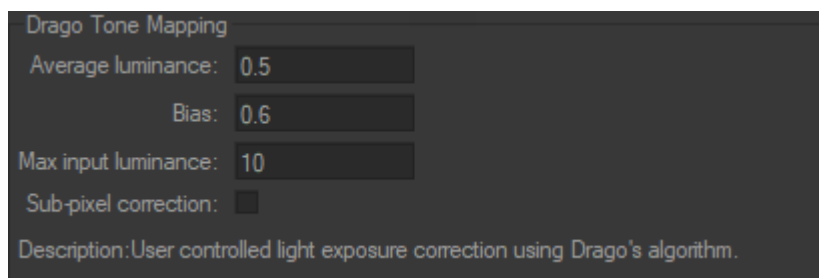 Drago Tone Mapping
Average luminance: 0.5
Bias: 0.6
Max input luminance: 10
Sub-pixel correction:
Description:User controlled light exposure correction using Drago's algorithm.